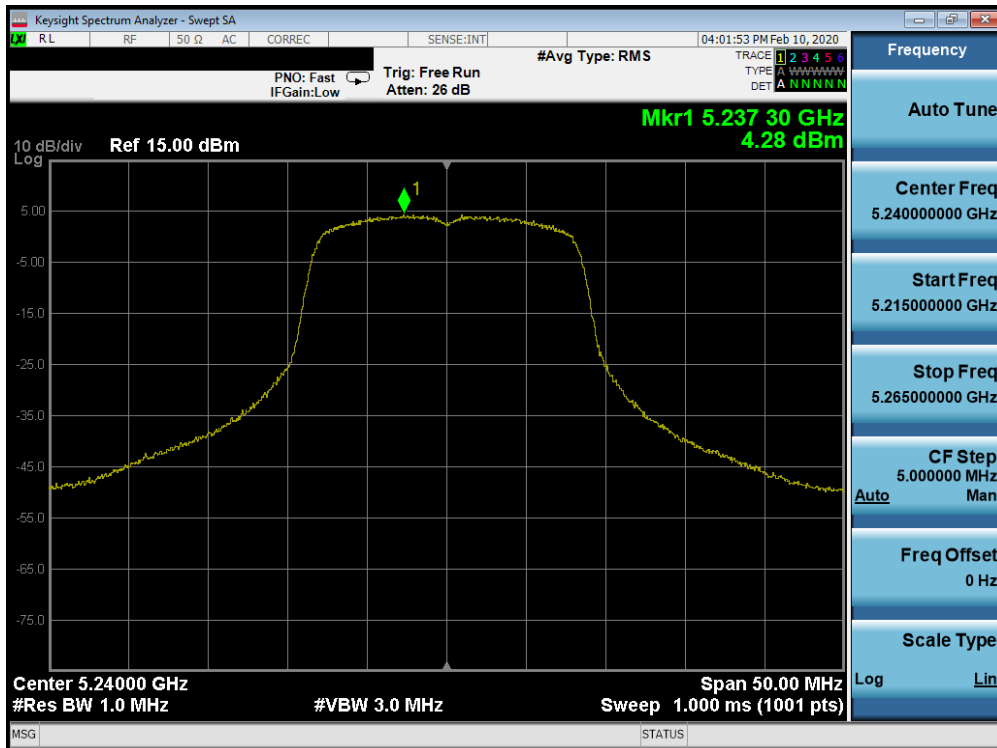 Keysight Spectrum Analyzer - Swept SA
LXI RL RF 50 Ω AC CORREC SENSE:INT 04:01:53 PM Feb 10, 2020
#Avg Type: RMS TRACE 1 2 3 4 5 6
PNO: Fast Trig: Free Run TYPE A WWWWW
IFGain:Low Atten: 26 dB DET A N N N N N
Mkr1 5.237 30 GHz
4.28 dBm
10 dB/div Ref 15.00 dBm
Log
1
5.00
-5.00
-15.0
-25.0
-35.0
-45.0
-55.0
-65.0
-75.0
Center 5.24000 GHz Span 50.00 MHz
#Res BW 1.0 MHz #VBW 3.0 MHz Sweep 1.000 ms (1001 pts)
MSG STATUS
Frequency
Auto Tune
Center Freq
5.240000000 GHz
Start Freq
5.215000000 GHz
Stop Freq
5.265000000 GHz
CF Step
5.000000 MHz
Auto Man
Freq Offset
0 Hz
Scale Type
Log Lin